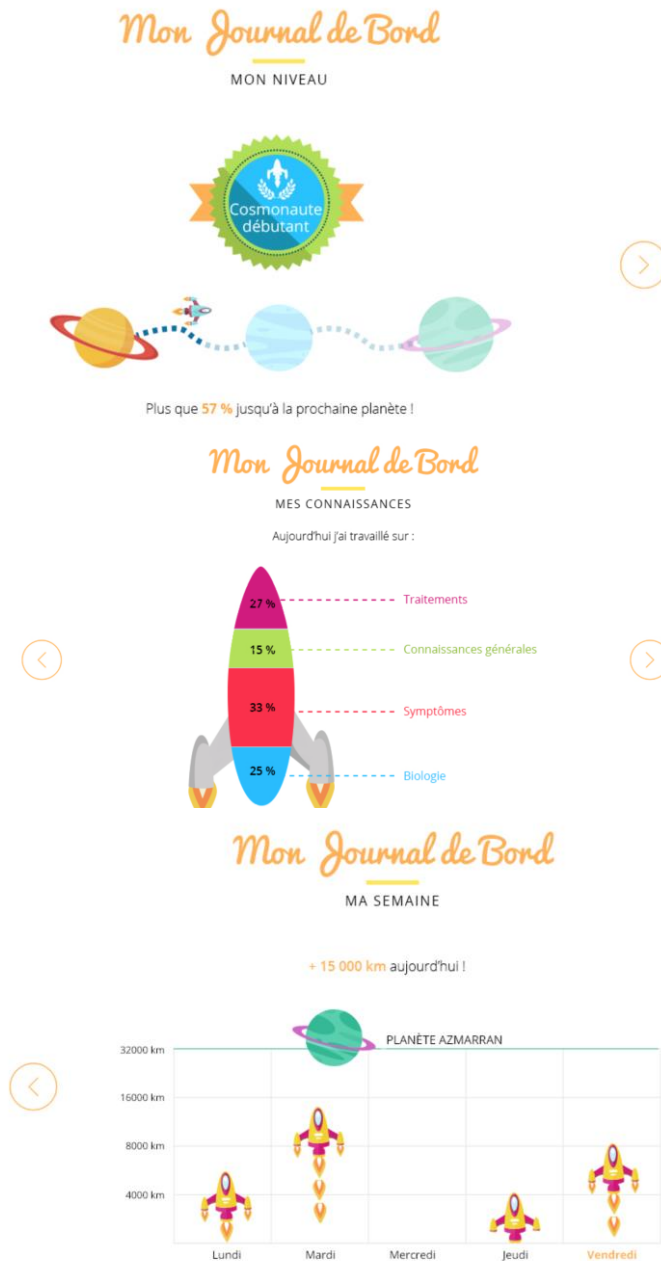 Mon Journal de Bord
MON NIVEAU
Cosmonaute
débutant
Plus que 57 % jusqu'à la prochaine planète !
Mon Journal de Bord
MES CONNAISSANCES
Aujourd'hui j'ai travaillé sur :
27 % Traitements
15 % Connaissances générales
33 % Symptômes
25 % Biologie
Mon Journal de Bord
MA SEMAINE
+ 15 000 km aujourd'hui !
PLANÈTE AZMARRAN
32000 km
16000 km
8000 km
4000 km
Lundi Mardi Mercredi Jeudi Vendredi